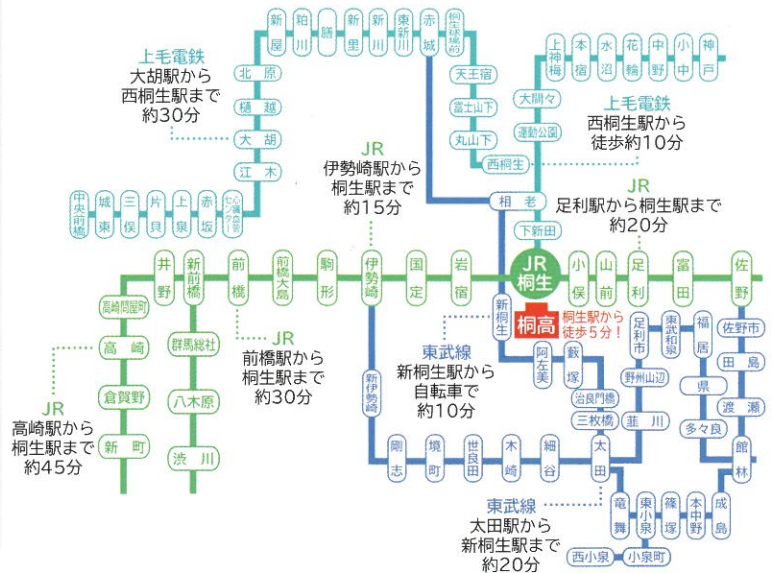 新屋
粕川
膳
新里
新川
東新川
赤城
桐生球場前
上毛電鉄
大胡駅から
西桐生駅まで
約30分
北原
樋越
大胡
江木
天王宿
富士山下
丸山下
西桐生
上神梅
本宿
水沼
花輪
中野
小中
神戸
大間々
運動公園
上毛電鉄
西桐生駅から
徒歩約10分
中央前橋
城東
三俣
片貝
上泉
赤坂
心臓血管センター
JR
伊勢崎駅から
桐生駅まで
約15分
相老
下新田
JR
足利駅から桐生駅まで
約20分
井野
新前橋
前橋
前橋大島
駒形
伊勢崎
国定
岩宿
JR
桐生
小俣
山前
足利
富田
佐野
高崎問屋町
高崎
倉賀野
新町
群馬総社
八木原
渋川
JR
高崎駅から
桐生駅まで
約45分
JR
前橋駅から
桐生駅まで
約30分
新桐生
桐高
桐生駅から
徒歩5分!
東武線
新桐生駅から
自転車で
約10分
阿左美
藪塚
治良門橋
三枚橋
足利市
野州山辺
韮川
東武和泉
福居
県
多々良
佐野市
田島
渡瀬
館林
新伊勢崎
剛志
境町
世良田
木崎
細谷
太田
東武線
太田駅から
新桐生駅まで
約20分
竜舞
東小泉
篠塚
本中野
成島
西小泉
小泉町